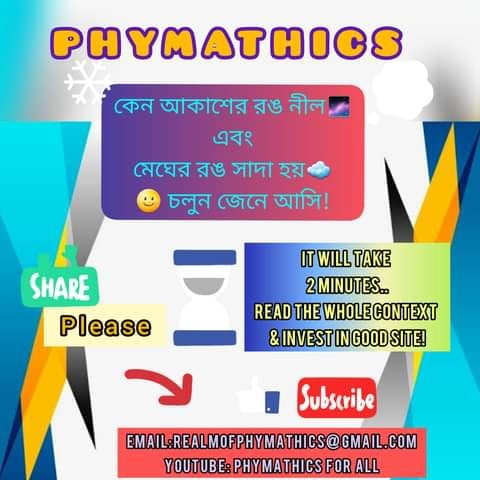 PHYMATHICS
কেন আকাশের রঙ নীল
এবং
মেঘের রঙ সাদা হয়
চলুন জেনে আসি!
IT WILL TAKE
2 MINUTES..
READ THE WHOLE CONTEXT
& INVEST IN GOOD SITE!
SHARE
Please
Subscribe
EMAIL:REALMOFPHYMATHICS@GMAIL.COM
YOUTUBE: PHYMATHICS FOR ALL